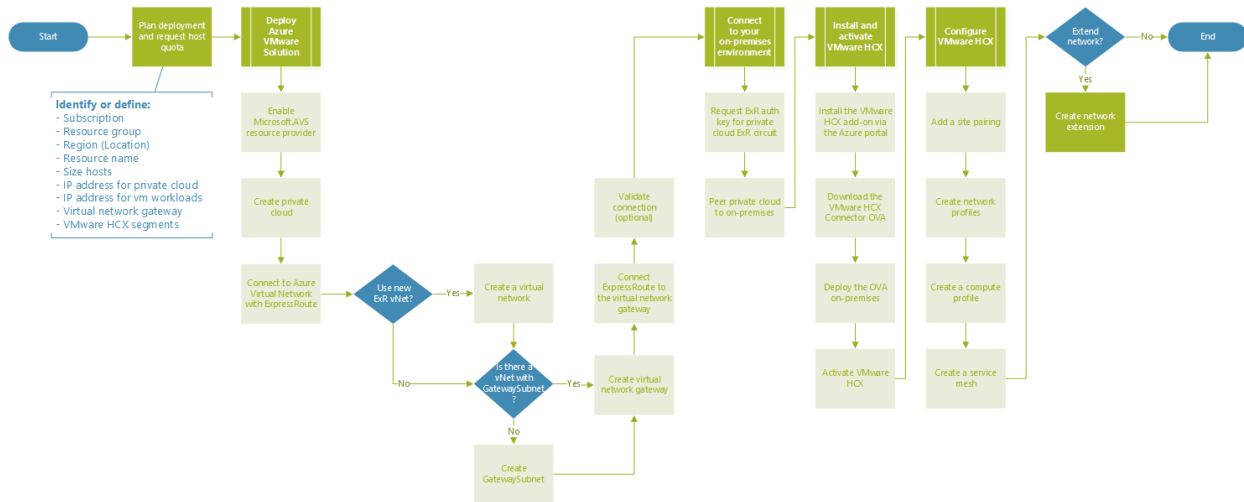 Start
Plan deployment
and request host
quota
Identify or define:
- Subscription
- Resource group
- Region (Location)
- Resource name
- Size hosts
- IP address for private cloud
- IP address for vm workloads
- Virtual network gateway
- VMware HCX segments
Deploy
Azure
VMware
Solution
Enable
Microsoft.AVS
resource provider
Create private
cloud
Connect to Azure
Virtual Network
with ExpressRoute
Use new
ExR vNet?
Yes
No
Create a virtual
network
Is there a
vNet with
GatewaySubnet
?
Yes
No
Create
GatewaySubnet
Create virtual
network gateway
Connect
ExpressRoute to
the virtual network
gateway
Validate
connection
(optional)
Connect
to your
on-premises
environment
Request ExR auth
key for private
cloud ExR circuit
Peer private cloud
to on-premises
Install and
activate
VMware HCX
Install the VMware
HCX add-on via
the Azure portal
Download the
VMware HCX
Connector OVA
Deploy the OVA
on-premises
Activate VMware
HCX
Configure
VMware HCX
Add a site pairing
Create network
profiles
Create a compute
profile
Create a service
mesh
Extend
network?
No
Yes
Create network
extension
End